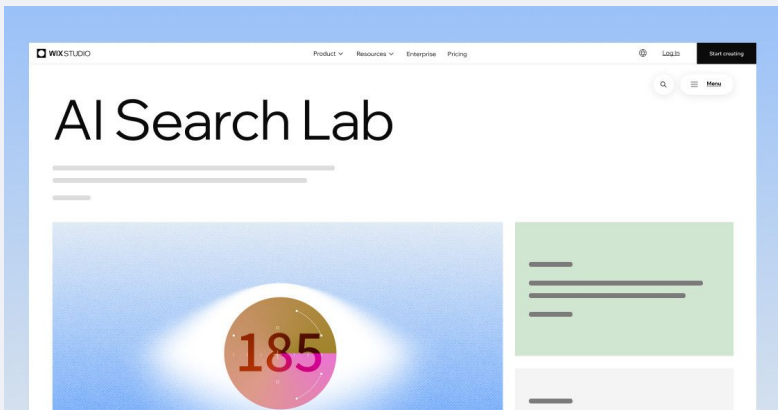 WIX STUDIO
Product Resources Enterprise Pricing
Log In
Start creating
Menu
AI Search Lab
185